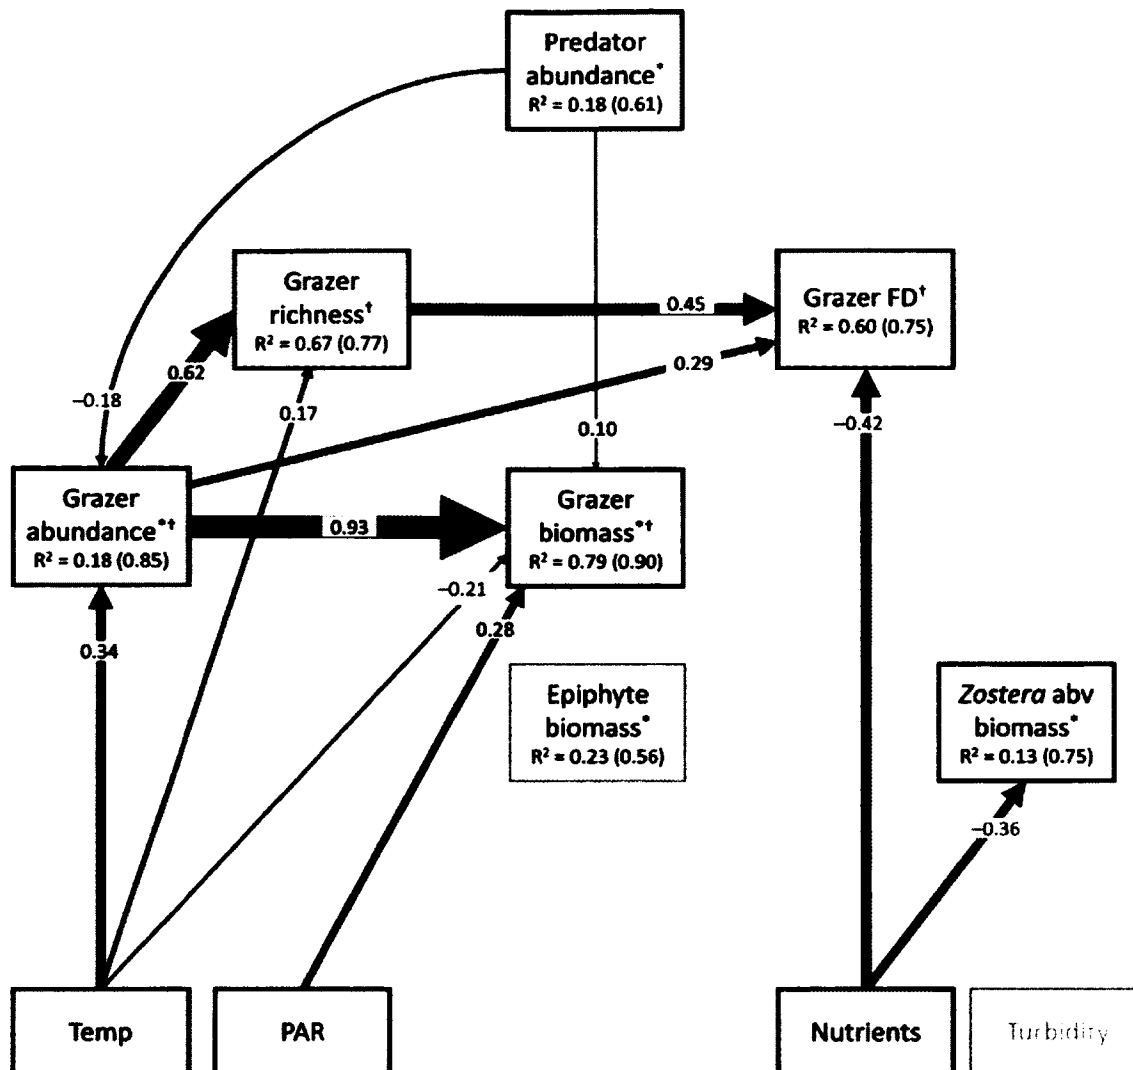 Predator
abundance*
R² = 0.18 (0.61)
Grazer
richness†
R² = 0.67 (0.77)
0.45
Grazer FD†
R² = 0.60 (0.75)
0.62
0.29
−0.18
0.17
0.10
−0.42
Grazer
abundance*†
R² = 0.18 (0.85)
0.93
Grazer
biomass*†
R² = 0.79 (0.90)
−0.21
0.28
0.34
Epiphyte
biomass*
R² = 0.23 (0.56)
Zostera abv
biomass*
R² = 0.13 (0.75)
−0.36
Temp
PAR
Nutrients
Turbidity